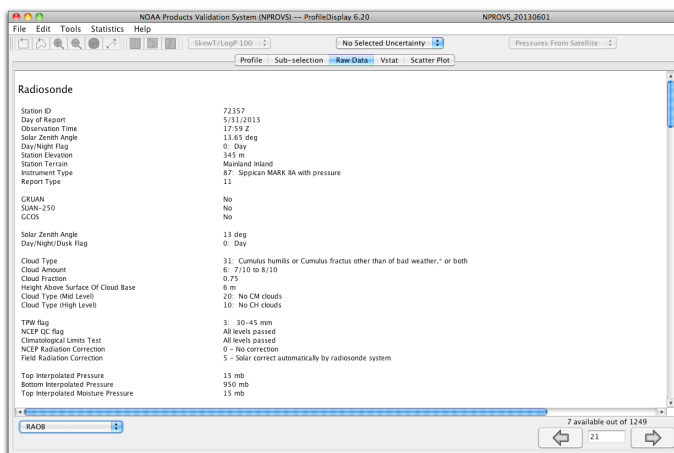 NOAA Products Validation System (NPROVS) -- ProfileDisplay 6.20 NPROVS_20130601
File Edit Tools Statistics Help
SkewT/LogP 100 No Selected Uncertainty Pressures From Satellite
Profile Sub-selection Raw Data Vstat Scatter Plot
Radiosonde
Station ID 72357
Day of Report 5/31/2013
Observation Time 17:59 Z
Solar Zenith Angle 13.65 deg
Day/Night Flag 0: Day
Station Elevation 345 m
Station Terrain Mainland Inland
Instrument Type 87: Sippican MARK IIA with pressure
Report Type 11
GRUAN No
SUAN-250 No
GCOS No
Solar Zenith Angle 13 deg
Day/Night/Dusk Flag 0: Day
Cloud Type 31: Cumulus humilis or Cumulus fractus other than of bad weather,* or both
Cloud Amount 6: 7/10 to 8/10
Cloud Fraction 0.75
Height Above Surface Of Cloud Base 6 m
Cloud Type (Mid Level) 20: No CM clouds
Cloud Type (High Level) 10: No CH clouds
TPW flag 3: 30-45 mm
NCEP QC flag All levels passed
Climatological Limits Test All levels passed
NCEP Radiation Correction 0 - No correction
Field Radiation Correction 5 - Solar correct automatically by radiosonde system
Top Interpolated Pressure 15 mb
Bottom Interpolated Pressure 950 mb
Top Interpolated Moisture Pressure 15 mb
RAOB 7 available out of 1249
21